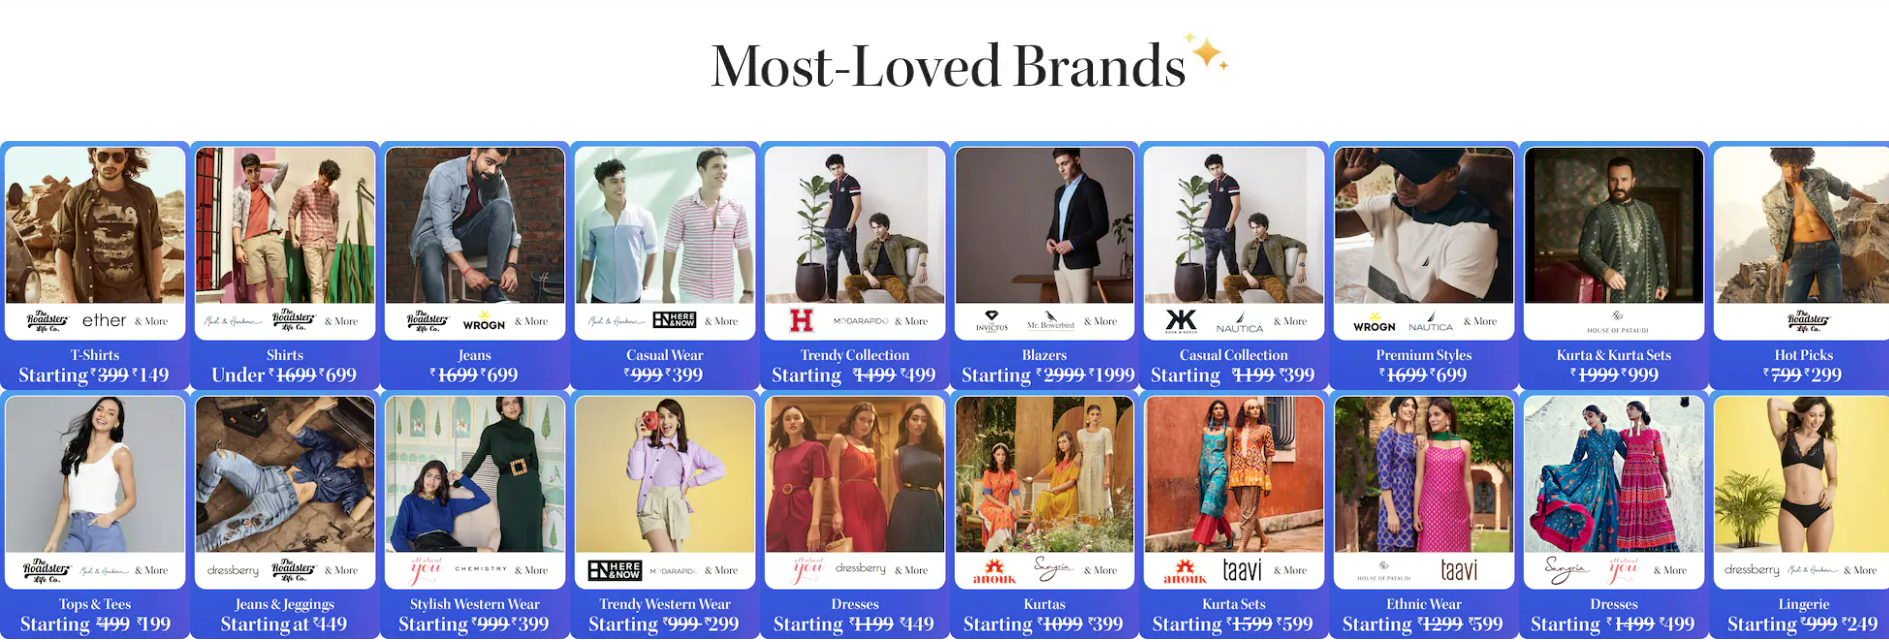 Most-Loved Brands
The Roadster Life Co. ether & More
T-Shirts
Starting ₹399 ₹149
Mast & Harbour The Roadster Life Co. & More
Shirts
Under ₹1699 ₹699
The Roadster Life Co. WROGN & More
Jeans
₹1699 ₹699
Mast & Harbour HERE &NOW & More
Casual Wear
₹999 ₹399
H MODARAPIDO & More
Trendy Collection
Starting ₹1499 ₹499
THE INVICTUS Mr. Bowerbird & More
Blazers
Starting ₹2999 ₹1999
NAUTICA & More
Casual Collection
Starting ₹1199 ₹399
WROGN NAUTICA & More
Premium Styles
₹1699 ₹699
HOUSE OF PATAUDI
Kurta & Kurta Sets
₹1999 ₹999
The Roadster Life Co.
Hot Picks
₹799 ₹299
The Roadster Life Co. Mast & Harbour & More
Tops & Tees
Starting ₹499 ₹199
dressberry The Roadster Life Co. & More
Jeans & Jeggings
Starting at ₹449
all about you CHEMISTRY & More
Stylish Western Wear
Starting ₹999 ₹399
HERE &NOW MODARAPIDO & More
Trendy Western Wear
Starting ₹999 ₹299
all about you dressberry & More
Dresses
Starting ₹1199 ₹449
anouk Sangria & More
Kurtas
Starting ₹1099 ₹399
anouk taavi & More
Kurta Sets
Starting ₹1599 ₹599
HOUSE OF PATAUDI taavi
Ethnic Wear
Starting ₹1299 ₹599
Sangria all about you & More
Dresses
Starting ₹1499 ₹499
dressberry Mast & Harbour & More
Lingerie
Starting ₹999 ₹249